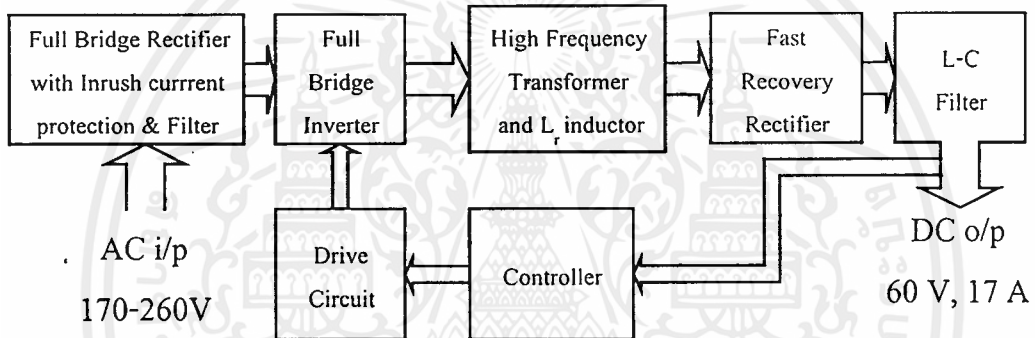 Full Bridge Rectifier
with Inrush currrent
protection & Filter
Full
Bridge
Inverter
High Frequency
Transformer
and Lr inductor
Fast
Recovery
Rectifier
L-C
Filter
AC i/p
170-260V
Drive
Circuit
Controller
DC o/p
60 V, 17 A